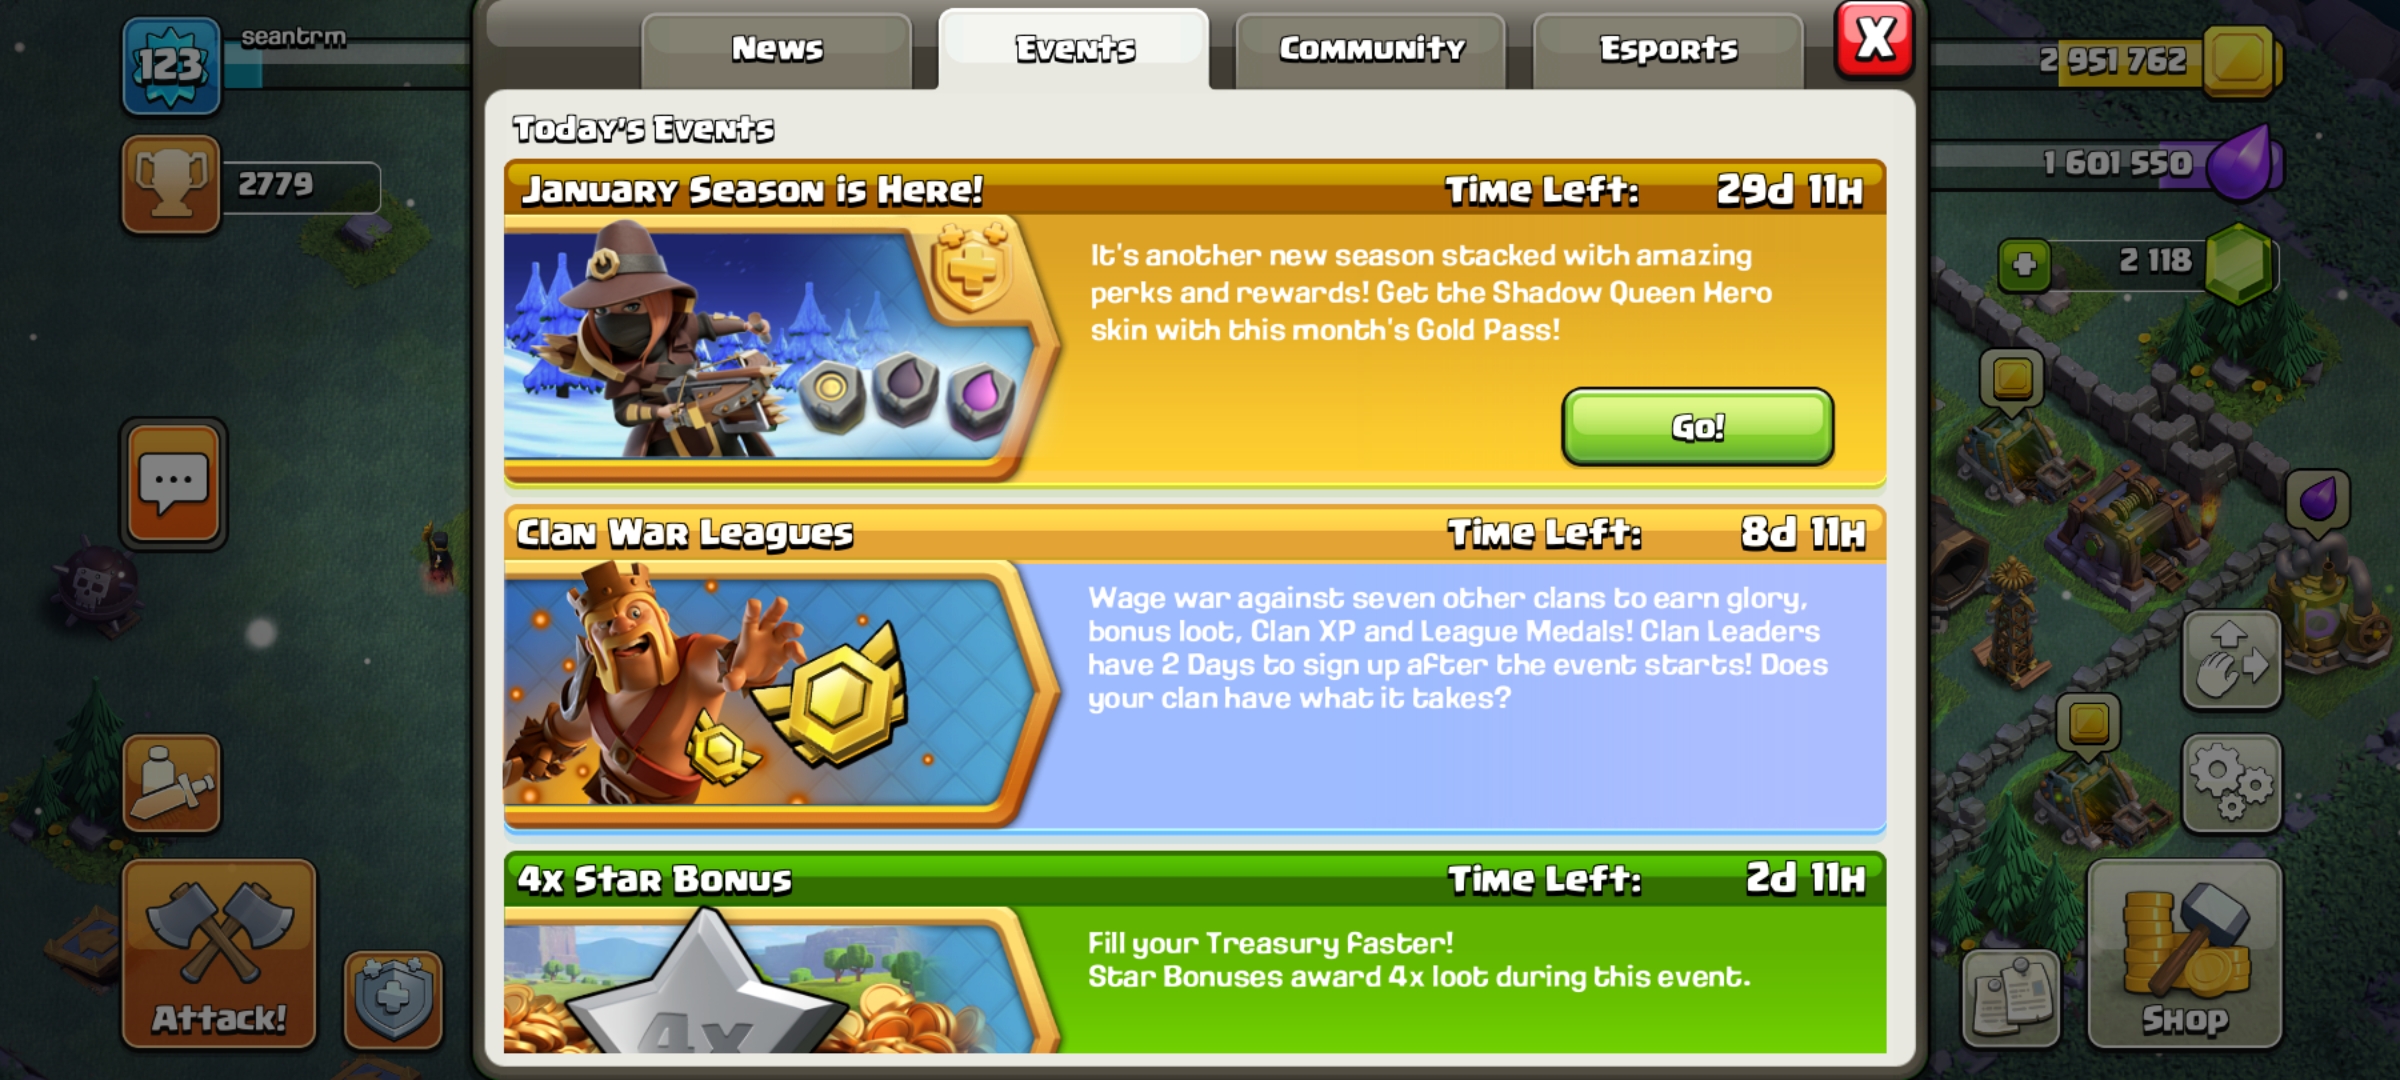 123
seantrm
2779
News
Events
Community
Esports
X
2 951 762
1 601 550
2 118
Today's Events
January Season is Here!
Time Left:
29d 11H
It's another new season stacked with amazing
perks and rewards! Get the Shadow Queen Hero
skin with this month's Gold Pass!
Go!
Clan War Leagues
Time Left:
8d 11H
Wage war against seven other clans to earn glory,
bonus loot, Clan XP and League Medals! Clan Leaders
have 2 Days to sign up after the event starts! Does
your clan have what it takes?
4x Star Bonus
Time Left:
2d 11H
4x
Fill your Treasury faster!
Star Bonuses award 4x loot during this event.
Attack!
Shop